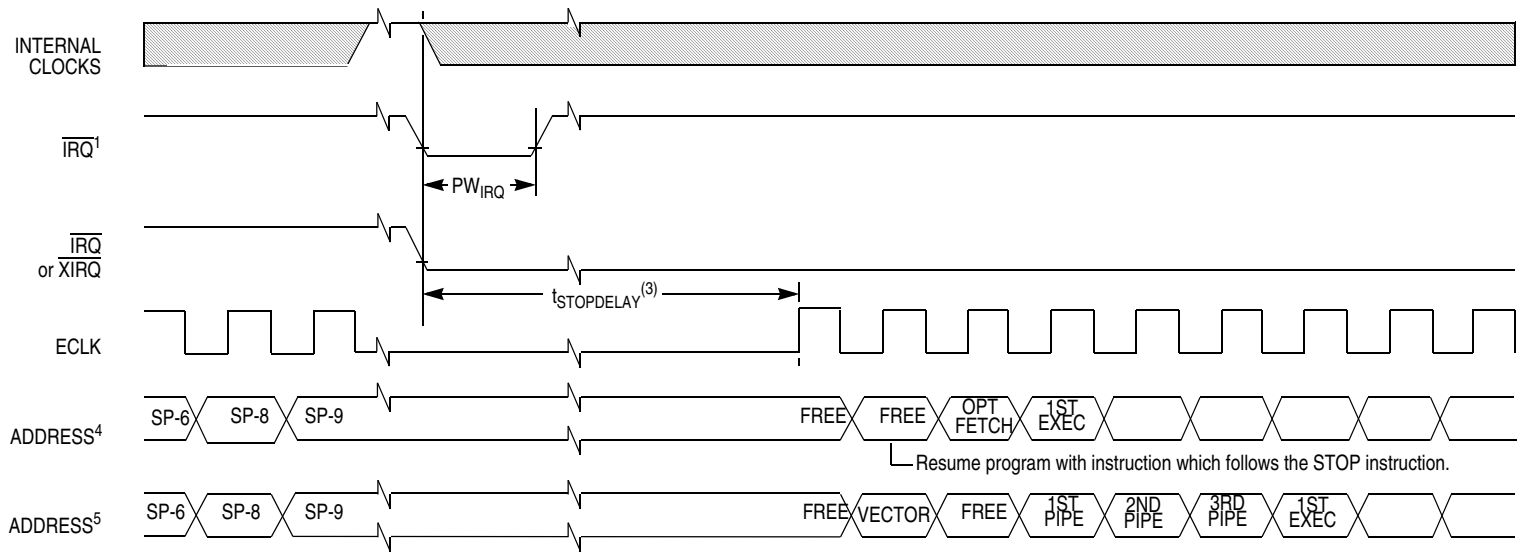 INTERNAL
CLOCKS
IRQ1
PWIRQ
IRQ
or XIRQ
tSTOPDELAY(3)
ECLK
ADDRESS4
SP-6 SP-8 SP-9 FREE FREE OPT FETCH 1ST EXEC
Resume program with instruction which follows the STOP instruction.
ADDRESS5
SP-6 SP-8 SP-9 FREE VECTOR FREE 1ST PIPE 2ND PIPE 3RD PIPE 1ST EXEC